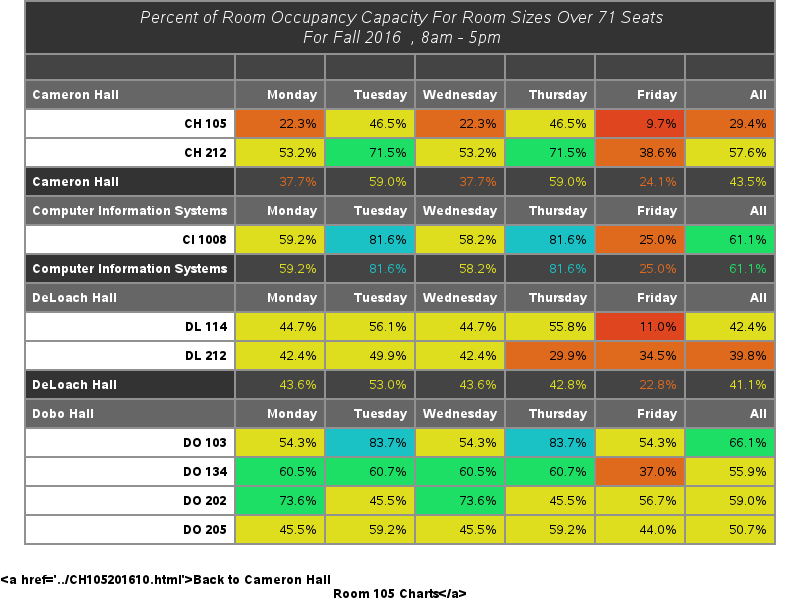 Percent of Room Occupancy Capacity For Room Sizes Over 71 Seats
For Fall 2016 , 8am - 5pm
Cameron Hall Monday Tuesday Wednesday Thursday Friday All
CH 105 22.3% 46.5% 22.3% 46.5% 9.7% 29.4%
CH 212 53.2% 71.5% 53.2% 71.5% 38.6% 57.6%
Cameron Hall 37.7% 59.0% 37.7% 59.0% 24.1% 43.5%
Computer Information Systems Monday Tuesday Wednesday Thursday Friday All
CI 1008 59.2% 81.6% 58.2% 81.6% 25.0% 61.1%
Computer Information Systems 59.2% 81.6% 58.2% 81.6% 25.0% 61.1%
DeLoach Hall Monday Tuesday Wednesday Thursday Friday All
DL 114 44.7% 56.1% 44.7% 55.8% 11.0% 42.4%
DL 212 42.4% 49.9% 42.4% 29.9% 34.5% 39.8%
DeLoach Hall 43.6% 53.0% 43.6% 42.8% 22.8% 41.1%
Dobo Hall Monday Tuesday Wednesday Thursday Friday All
DO 103 54.3% 83.7% 54.3% 83.7% 54.3% 66.1%
DO 134 60.5% 60.7% 60.5% 60.7% 37.0% 55.9%
DO 202 73.6% 45.5% 73.6% 45.5% 56.7% 59.0%
DO 205 45.5% 59.2% 45.5% 59.2% 44.0% 50.7%
<a href='../CH105201610.html'>Back to Cameron Hall
Room 105 Charts</a>